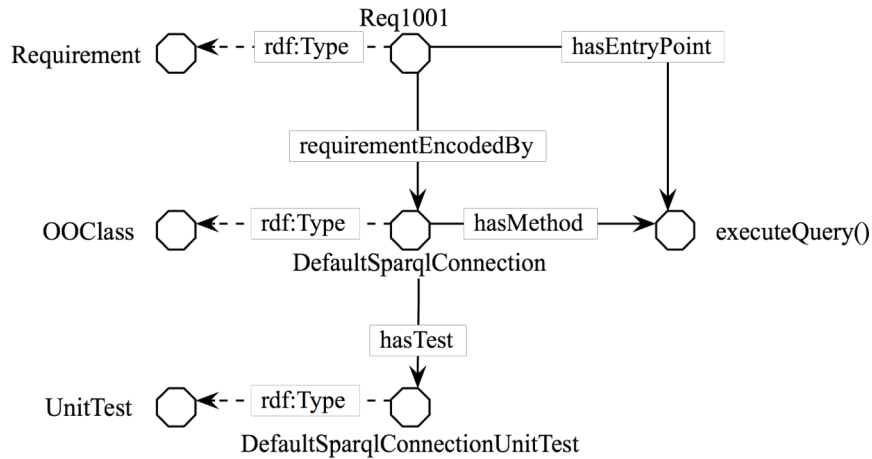 Req1001
Requirement
rdf:Type
hasEntryPoint
requirementEncodedBy
OOClass
rdf:Type
hasMethod
executeQuery()
DefaultSparqlConnection
hasTest
UnitTest
rdf:Type
DefaultSparqlConnectionUnitTest